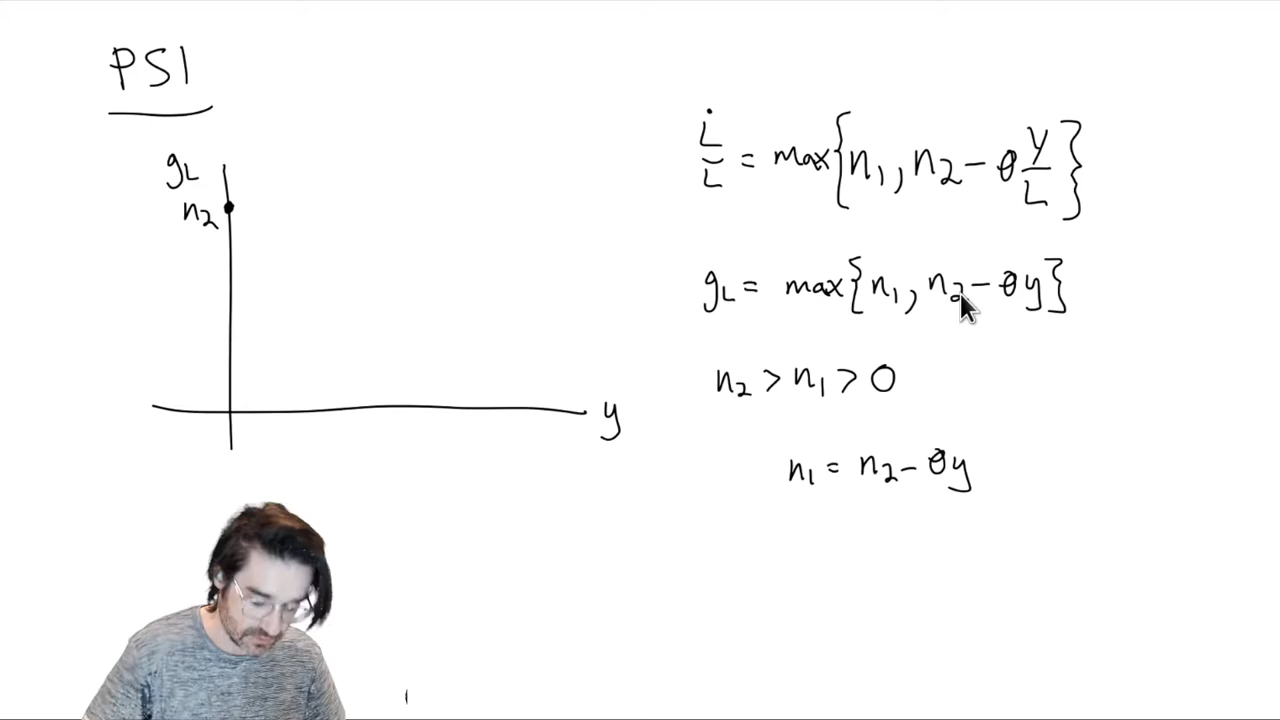 PS1
g_L
n_2
y
L̇/L = max{n_1, n_2 - θ Y/L}
g_L = max{n_1, n_2 - θy}
n_2 > n_1 > 0
n_1 = n_2 - θy